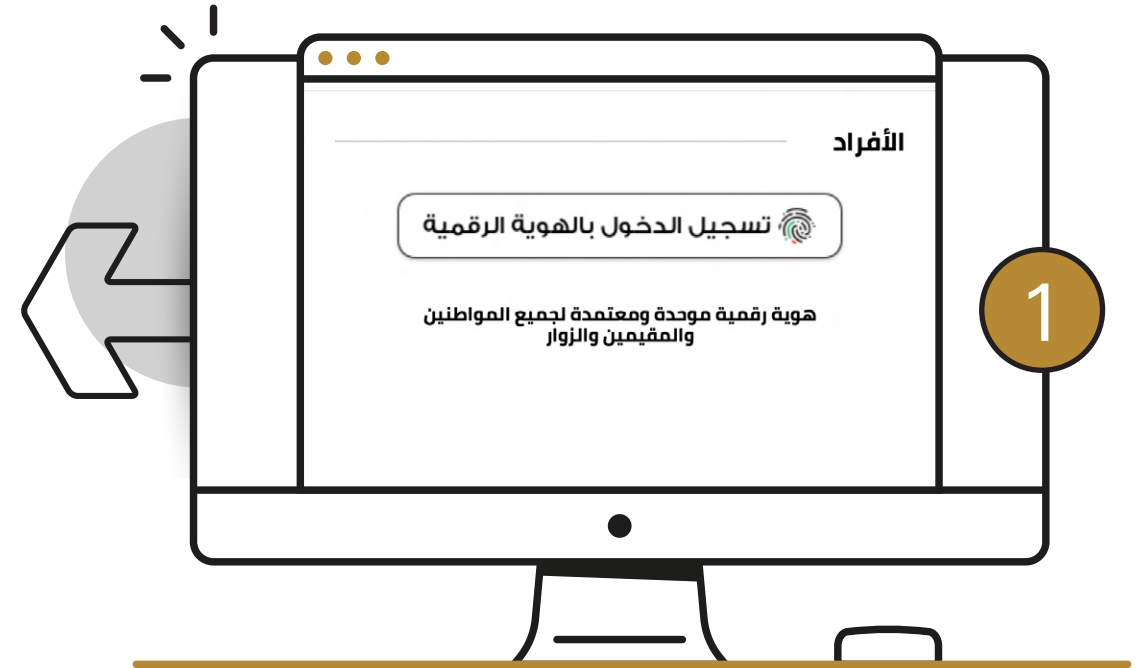 الأفراد
تسجيل الدخول بالهوية الرقمية
هوية رقمية موحدة ومعتمدة لجميع المواطنين
والمقيمين والزوار
1